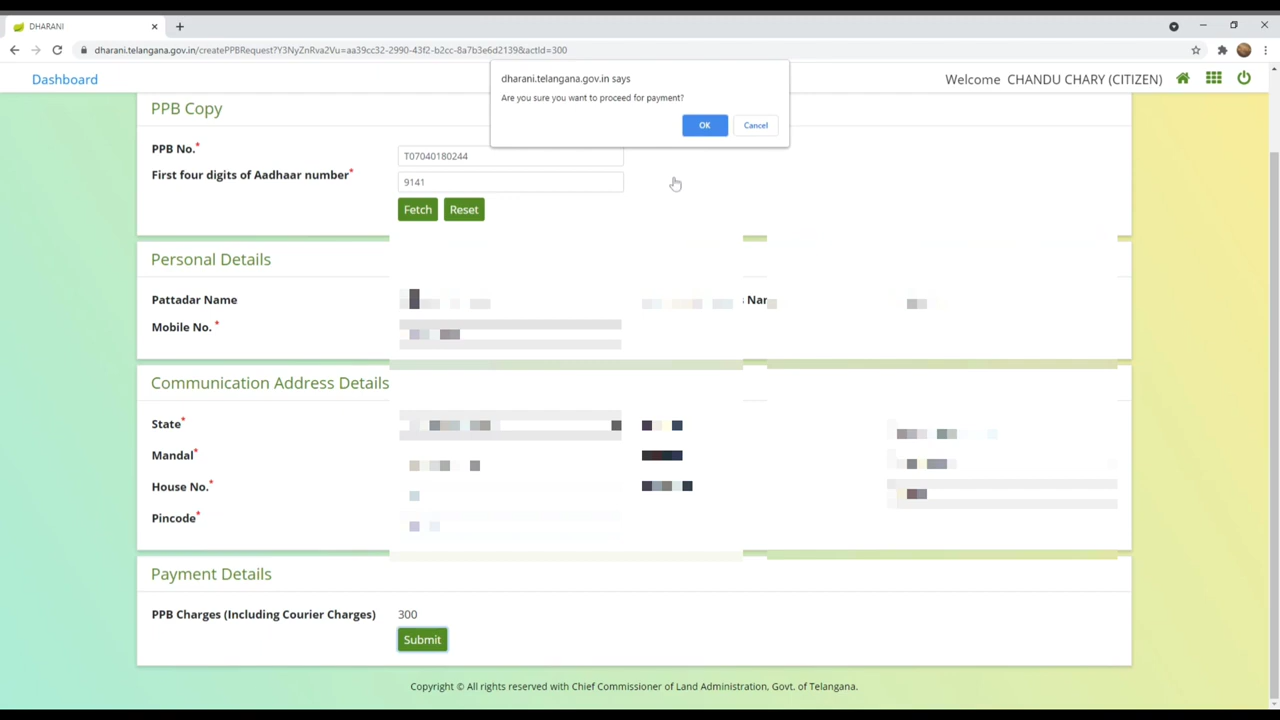 DHARANI
dharani.telangana.gov.in/createPPBRequest?Y3NyZnRva2Vu=aa39cc32-2990-43f2-b2cc-8a7b3e6d2139&actId=300
dharani.telangana.gov.in says
Are you sure you want to proceed for payment?
OK Cancel
Dashboard
Welcome CHANDU CHARY (CITIZEN)
PPB Copy
PPB No.* T07040180244
First four digits of Aadhaar number* 9141
Fetch Reset
Personal Details
Pattadar Name
Mobile No. *
Communication Address Details
State*
Mandal*
House No.*
Pincode*
Payment Details
PPB Charges (Including Courier Charges) 300
Submit
Copyright © All rights reserved with Chief Commissioner of Land Administration, Govt. of Telangana.